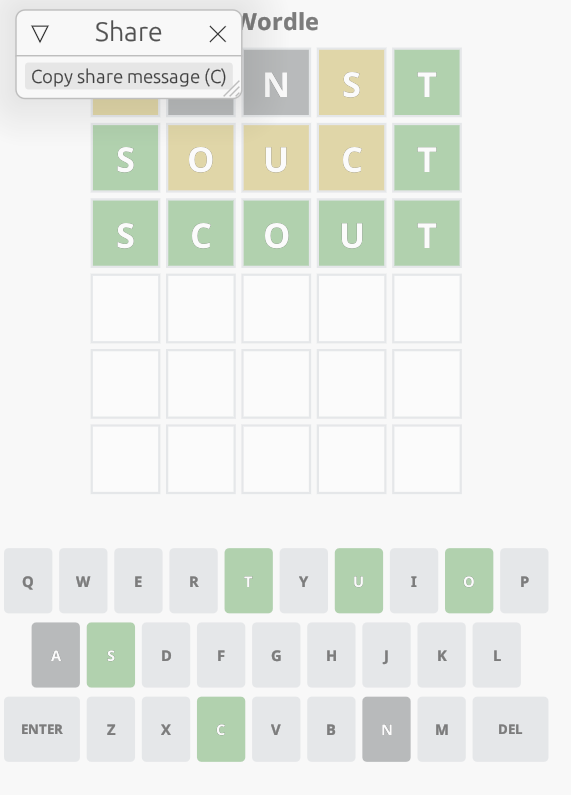 Wordle
▽ Share ×
Copy share message (C)
N S T
S O U C T
S C O U T
Q W E R T Y U I O P
A S D F G H J K L
ENTER Z X C V B N M DEL